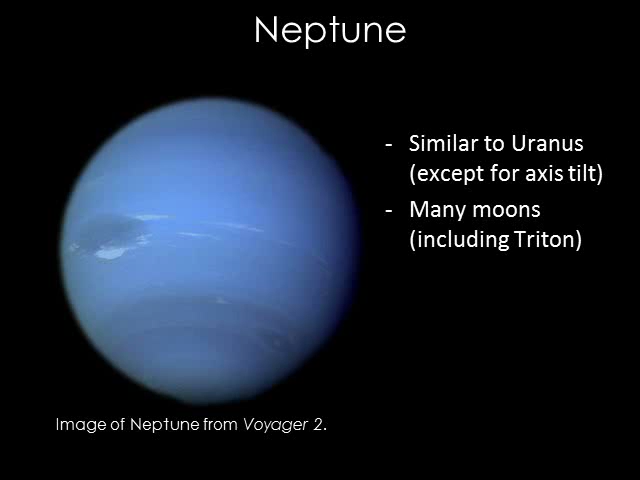 Neptune
- Similar to Uranus
(except for axis tilt)
- Many moons
(including Triton)
Image of Neptune from Voyager 2.